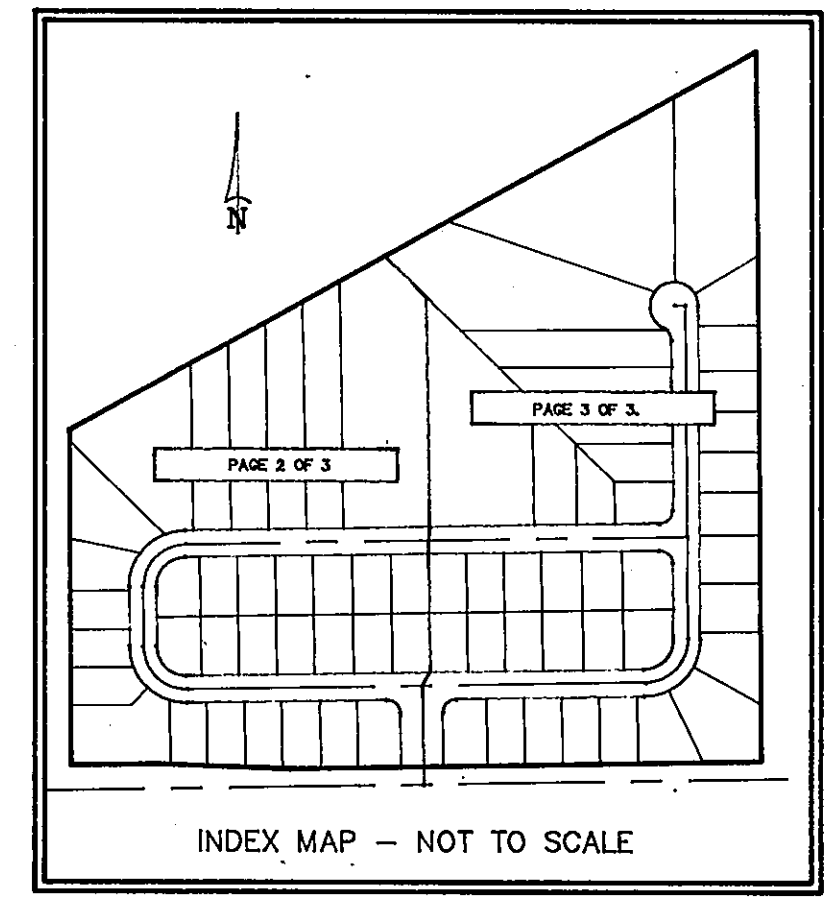 N
PAGE 3 OF 3.
PAGE 2 OF 3
INDEX MAP – NOT TO SCALE